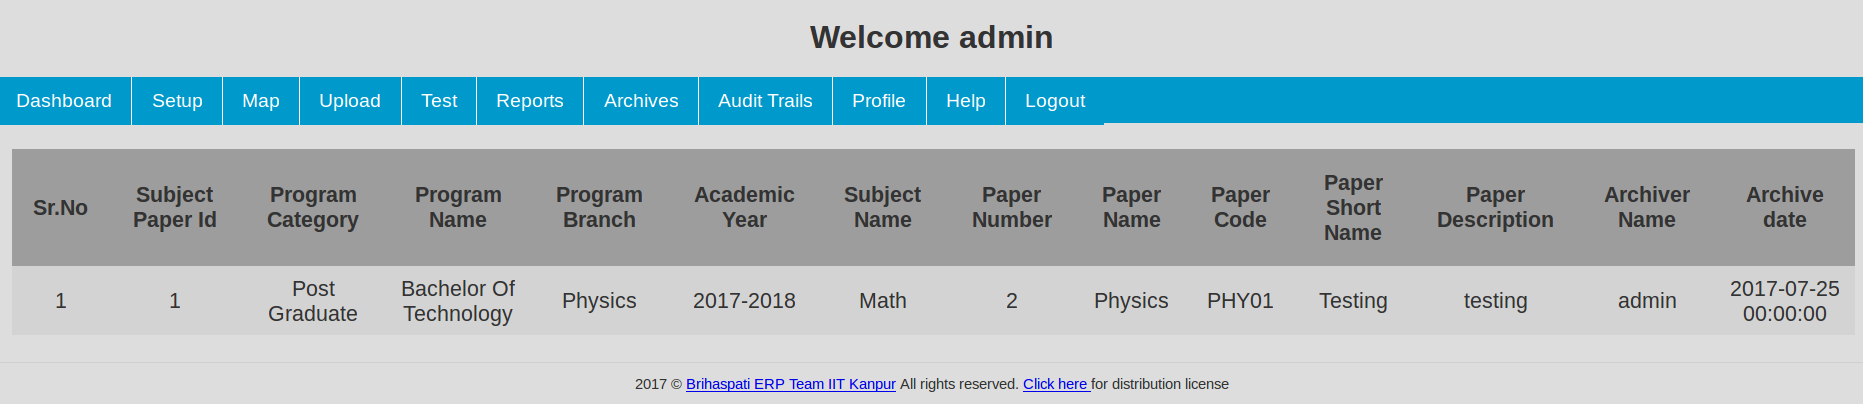 Welcome admin
Dashboard Setup Map Upload Test Reports Archives Audit Trails Profile Help Logout
Sr.No
Subject
Paper Id
Program
Category
Program
Name
Program
Branch
Academic
Year
Subject
Name
Paper
Number
Paper
Name
Paper
Code
Paper
Short
Name
Paper
Description
Archiver
Name
Archive
date
1
1
Post
Graduate
Bachelor Of
Technology
Physics
2017-2018
Math
2
Physics
PHY01
Testing
testing
admin
2017-07-25
00:00:00
2017 © Brihaspati ERP Team IIT Kanpur All rights reserved. Click here for distribution license